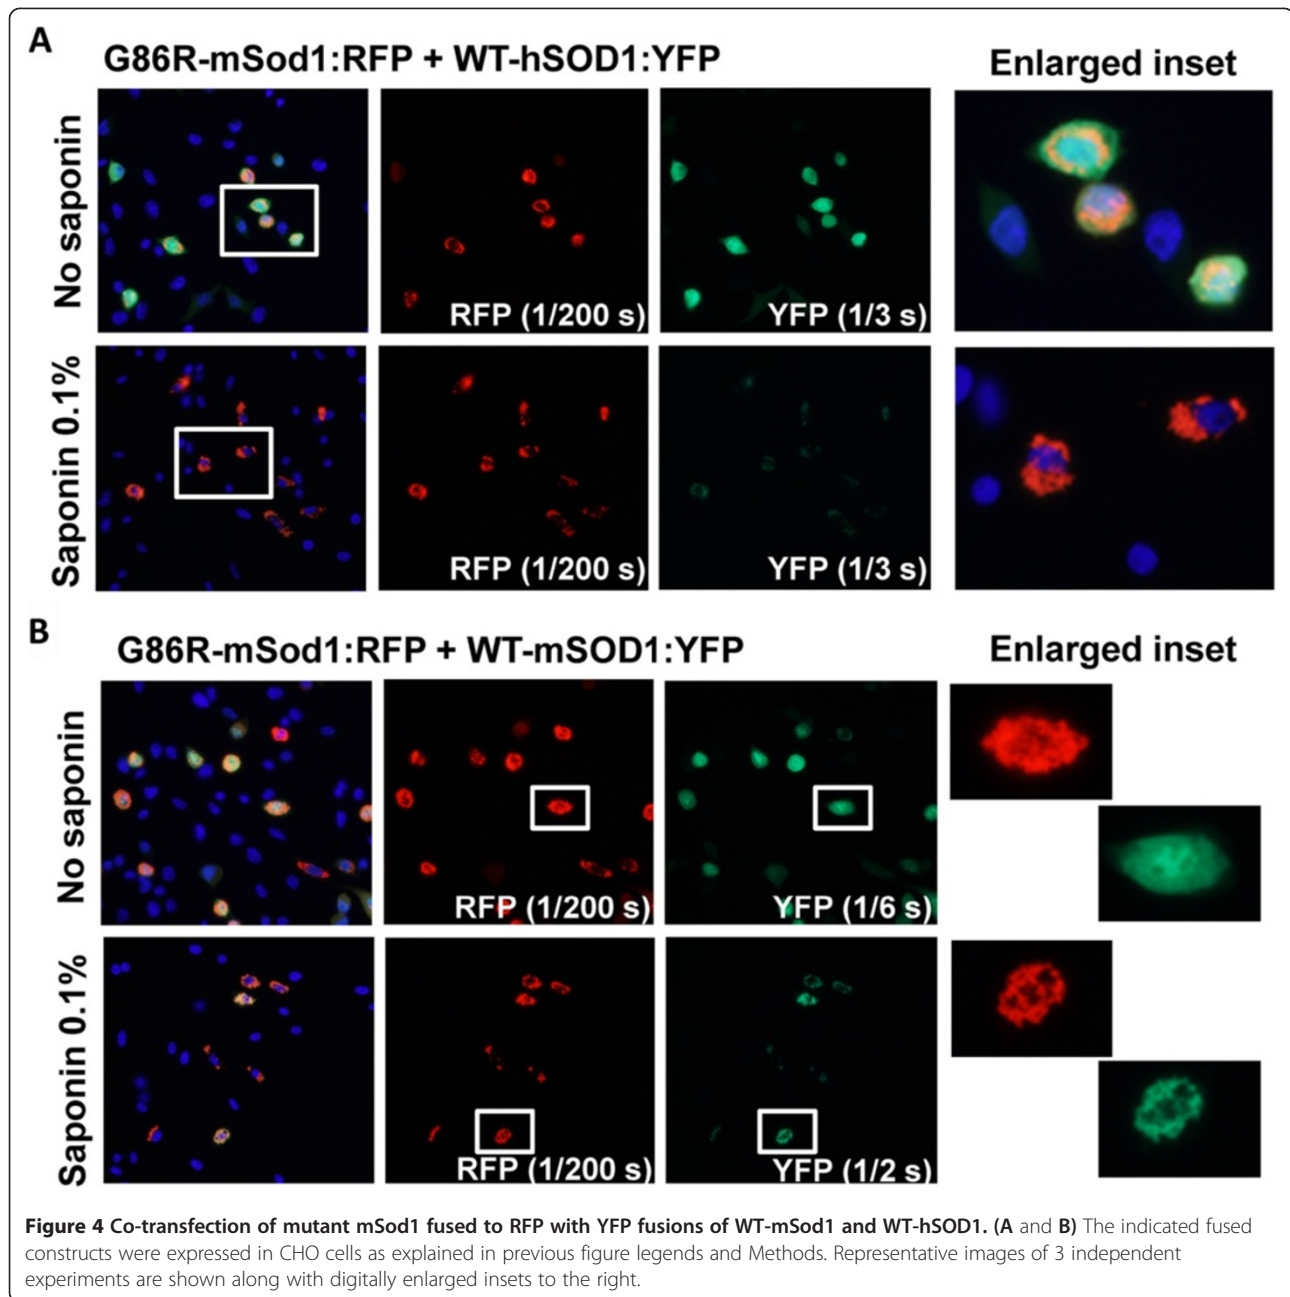 A
G86R-mSod1:RFP + WT-hSOD1:YFP
Enlarged inset
No saponin
RFP (1/200 s)
YFP (1/3 s)
Saponin 0.1%
RFP (1/200 s)
YFP (1/3 s)
B
G86R-mSod1:RFP + WT-mSOD1:YFP
Enlarged inset
No saponin
RFP (1/200 s)
YFP (1/6 s)
Saponin 0.1%
RFP (1/200 s)
YFP (1/2 s)
Figure 4 Co-transfection of mutant mSod1 fused to RFP with YFP fusions of WT-mSod1 and WT-hSOD1. (A and B) The indicated fused
constructs were expressed in CHO cells as explained in previous figure legends and Methods. Representative images of 3 independent
experiments are shown along with digitally enlarged insets to the right.